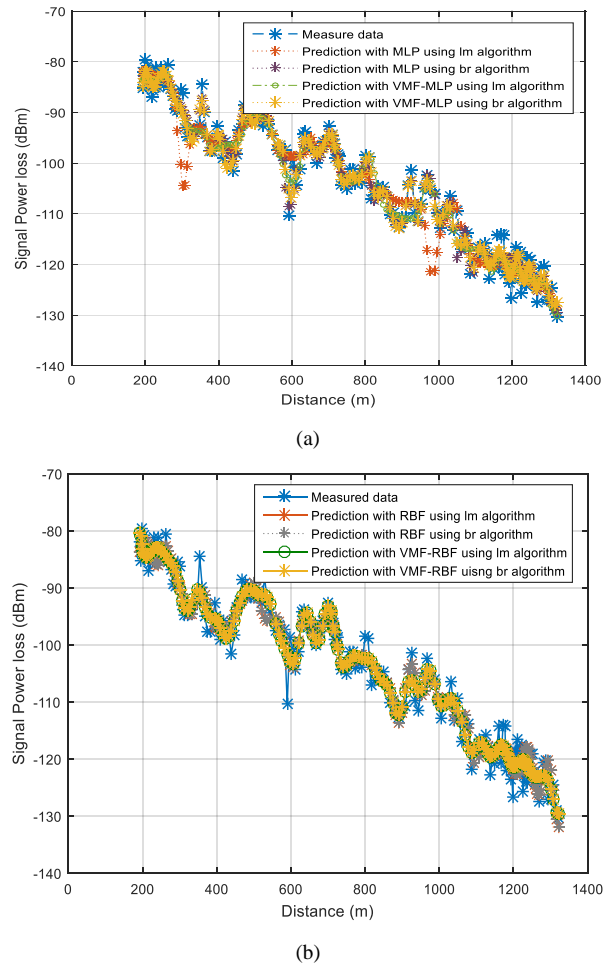 -70
-80
-90
-100
-110
-120
-130
-140
Signal Power loss (dBm)
Measure data
Prediction with MLP using lm algorithm
Prediction with MLP using br algorithm
Prediction with VMF-MLP using lm algorithm
Prediction with VMF-MLP using br algorithm
0 200 400 600 800 1000 1200 1400
Distance (m)
(a)
-70
-80
-90
-100
-110
-120
-130
-140
Signal Power loss (dBm)
Measured data
Prediction with RBF using lm algorithm
Prediction with RBF using br algorithm
Prediction with VMF-RBF uisng lm algorithm
Prediction with VMF-RBF usinng br algorithm
0 200 400 600 800 1000 1200 1400
Distance (m)
(b)